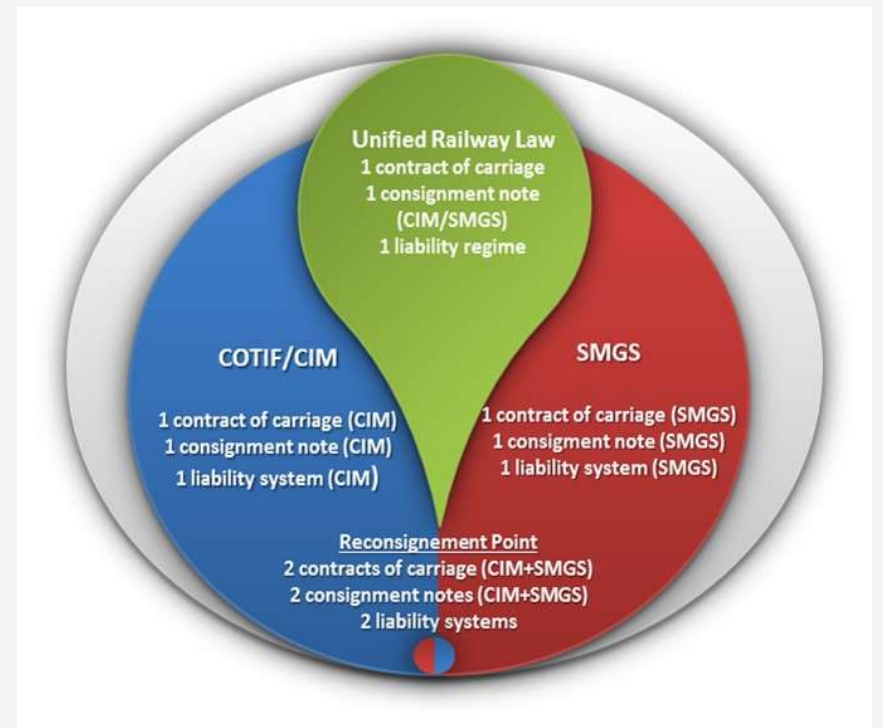 Unified Railway Law
1 contract of carriage
1 consignment note
(CIM/SMGS)
1 liability regime
COTIF/CIM
1 contract of carriage (CIM)
1 consignment note (CIM)
1 liability system (CIM)
SMGS
1 contract of carriage (SMGS)
1 consigment note (SMGS)
1 liability system (SMGS)
Reconsignement Point
2 contracts of carriage (CIM+SMGS)
2 consignment notes (CIM+SMGS)
2 liability systems